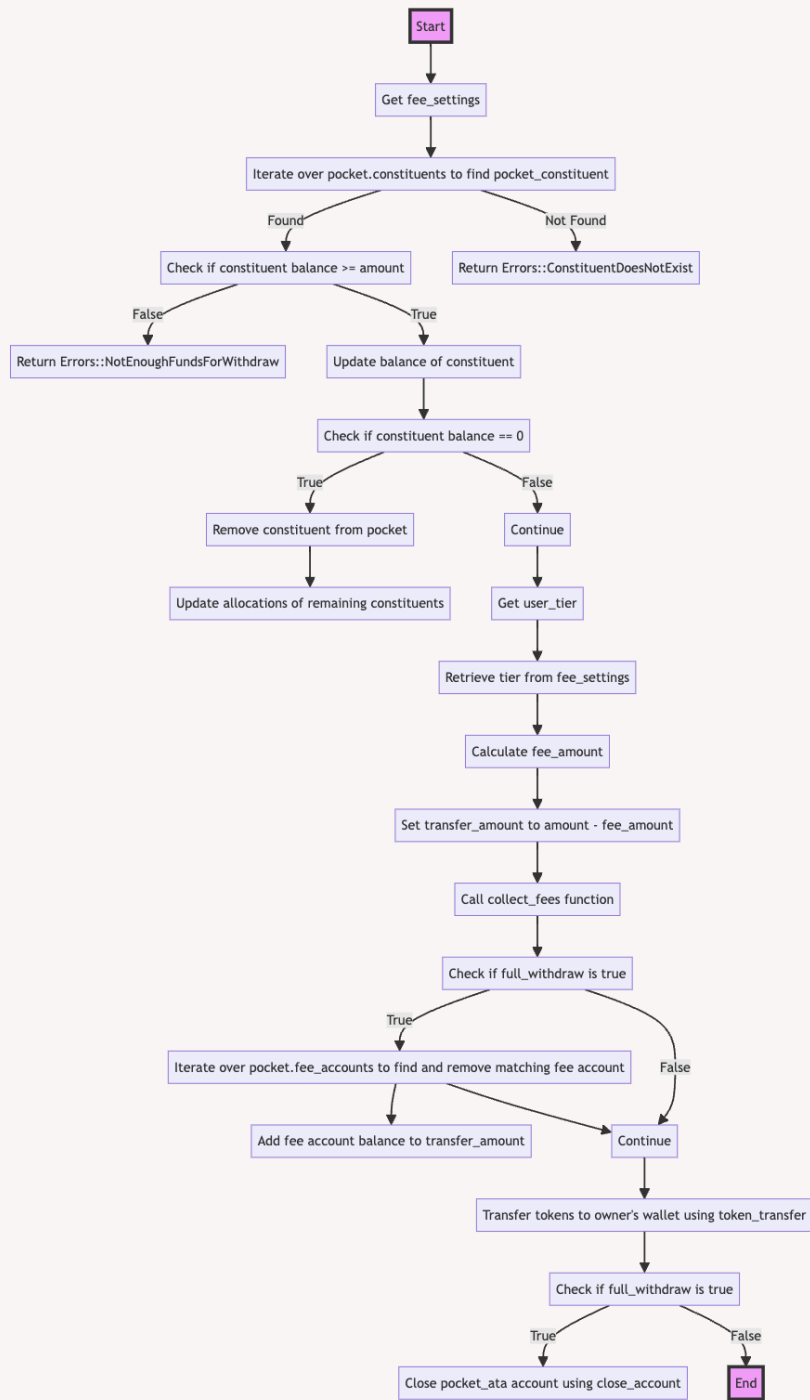 Start
Get fee_settings
Iterate over pocket.constituents to find pocket_constituent
Found
Not Found
Check if constituent balance >= amount
Return Errors::ConstituentDoesNotExist
False
True
Return Errors::NotEnoughFundsForWithdraw
Update balance of constituent
Check if constituent balance == 0
True
False
Remove constituent from pocket
Continue
Update allocations of remaining constituents
Get user_tier
Retrieve tier from fee_settings
Calculate fee_amount
Set transfer_amount to amount - fee_amount
Call collect_fees function
Check if full_withdraw is true
True
Iterate over pocket.fee_accounts to find and remove matching fee account
False
Add fee account balance to transfer_amount
Continue
Transfer tokens to owner's wallet using token_transfer
Check if full_withdraw is true
True
False
Close pocket_ata account using close_account
End